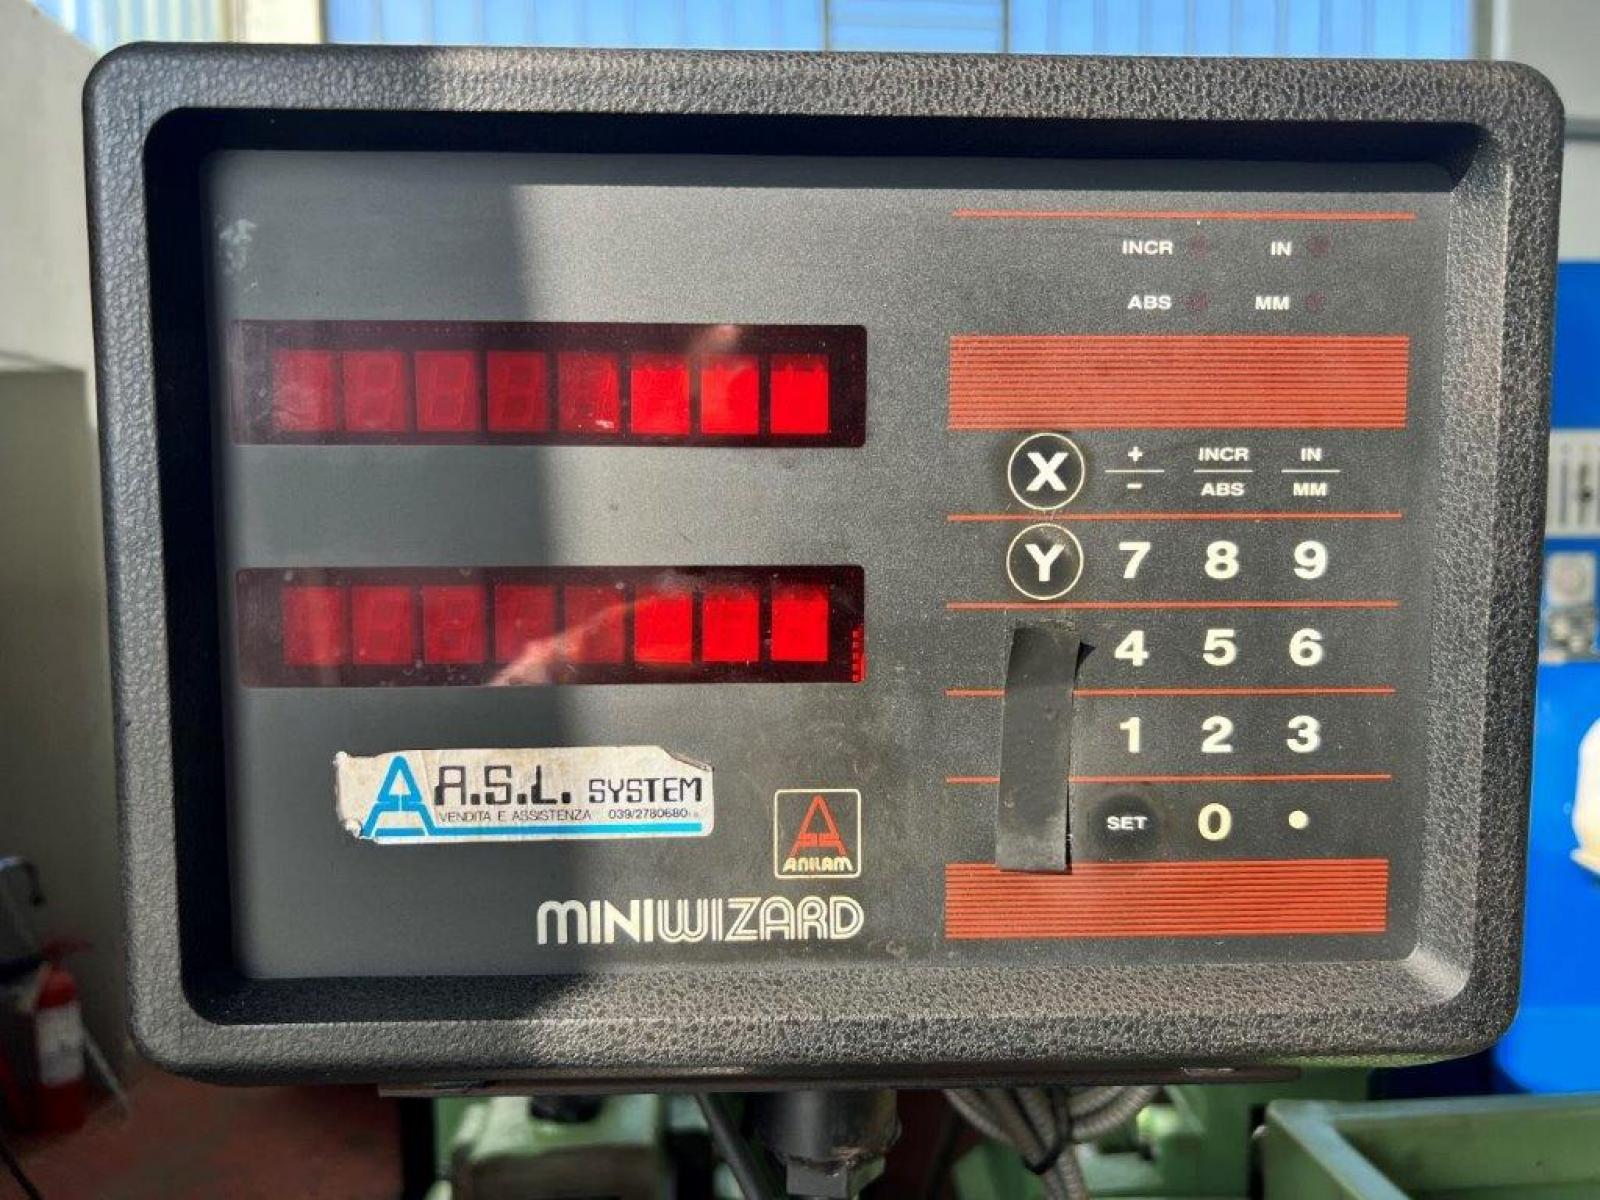 INCR IN
ABS MM
X + INCR IN
- ABS MM
Y 7 8 9
4 5 6
1 2 3
SET 0 .
A.S.L. SYSTEM
VENDITA E ASSISTENZA 039/2780680
ANILAM
MINIWIZARD